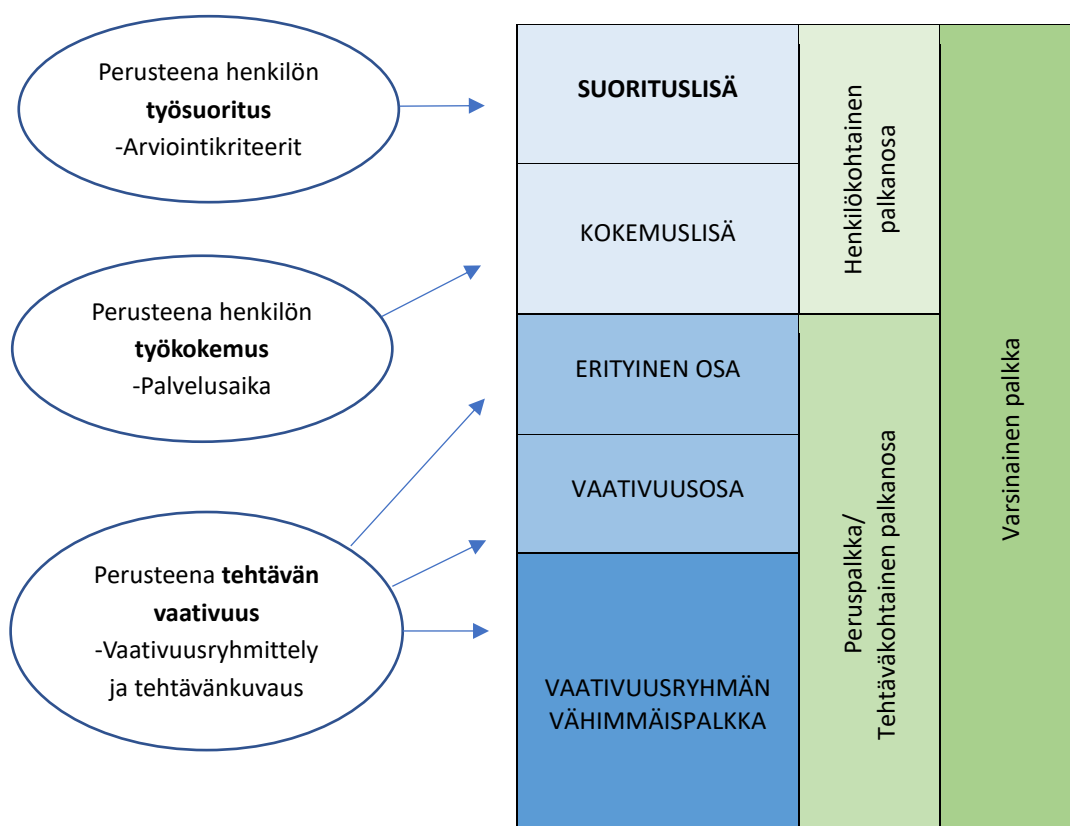 Perusteena henkilön
työsuoritus
-Arviointikriteerit
Perusteena henkilön
työkokemus
-Palvelusaika
Perusteena tehtävän
vaativuus
-Vaativuusryhmittely
ja tehtävänkuvaus
SUORITUSLISÄ
KOKEMUSLISÄ
ERITYINEN OSA
VAATIVUUSOSA
VAATIVUUSRYHMÄN
VÄHIMMÄISPALKKA
Henkilökohtainen
palkanosa
Peruspalkka/
Tehtäväkohtainen palkanosa
Varsinainen palkka